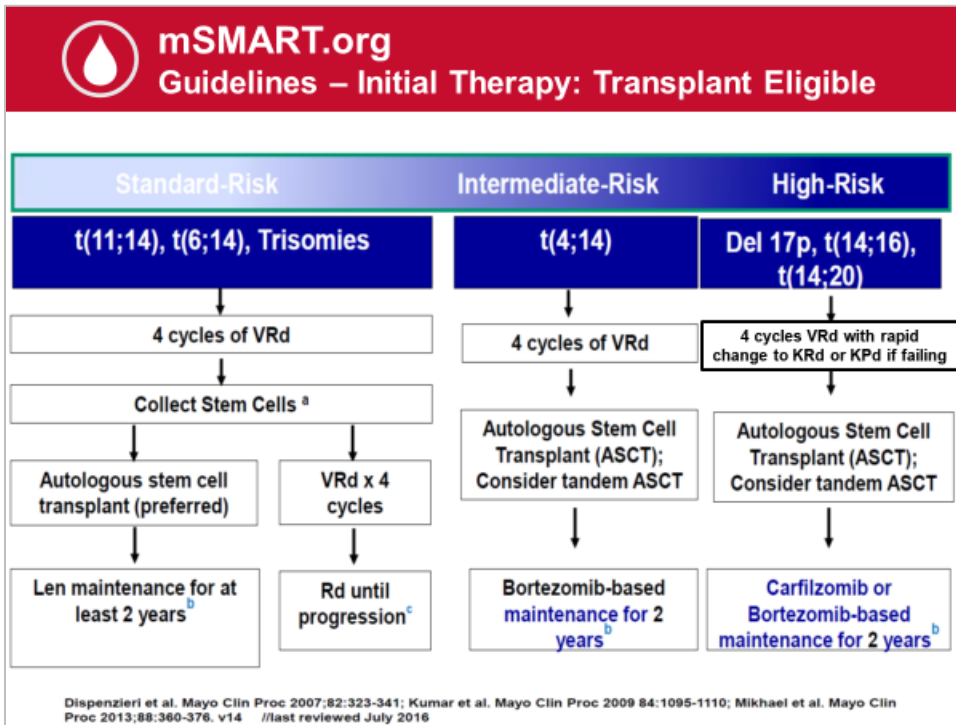 mSMART.org
Guidelines – Initial Therapy: Transplant Eligible
Standard-Risk
Intermediate-Risk
High-Risk
t(11;14), t(6;14), Trisomies
t(4;14)
Del 17p, t(14;16),
t(14;20)
4 cycles of VRd
4 cycles of VRd
4 cycles VRd with rapid
change to KRd or KPd if failing
Collect Stem Cells a
Autologous stem cell
transplant (preferred)
VRd x 4
cycles
Autologous Stem Cell
Transplant (ASCT);
Consider tandem ASCT
Autologous Stem Cell
Transplant (ASCT);
Consider tandem ASCT
Len maintenance for at
least 2 years b
Rd until
progression c
Bortezomib-based
maintenance for 2
years b
Carfilzomib or
Bortezomib-based
maintenance for 2 years b
Dispenzieri et al. Mayo Clin Proc 2007;82:323-341; Kumar et al. Mayo Clin Proc 2009 84:1095-1110; Mikhael et al. Mayo Clin
Proc 2013;88:360-376. v14 //last reviewed July 2016